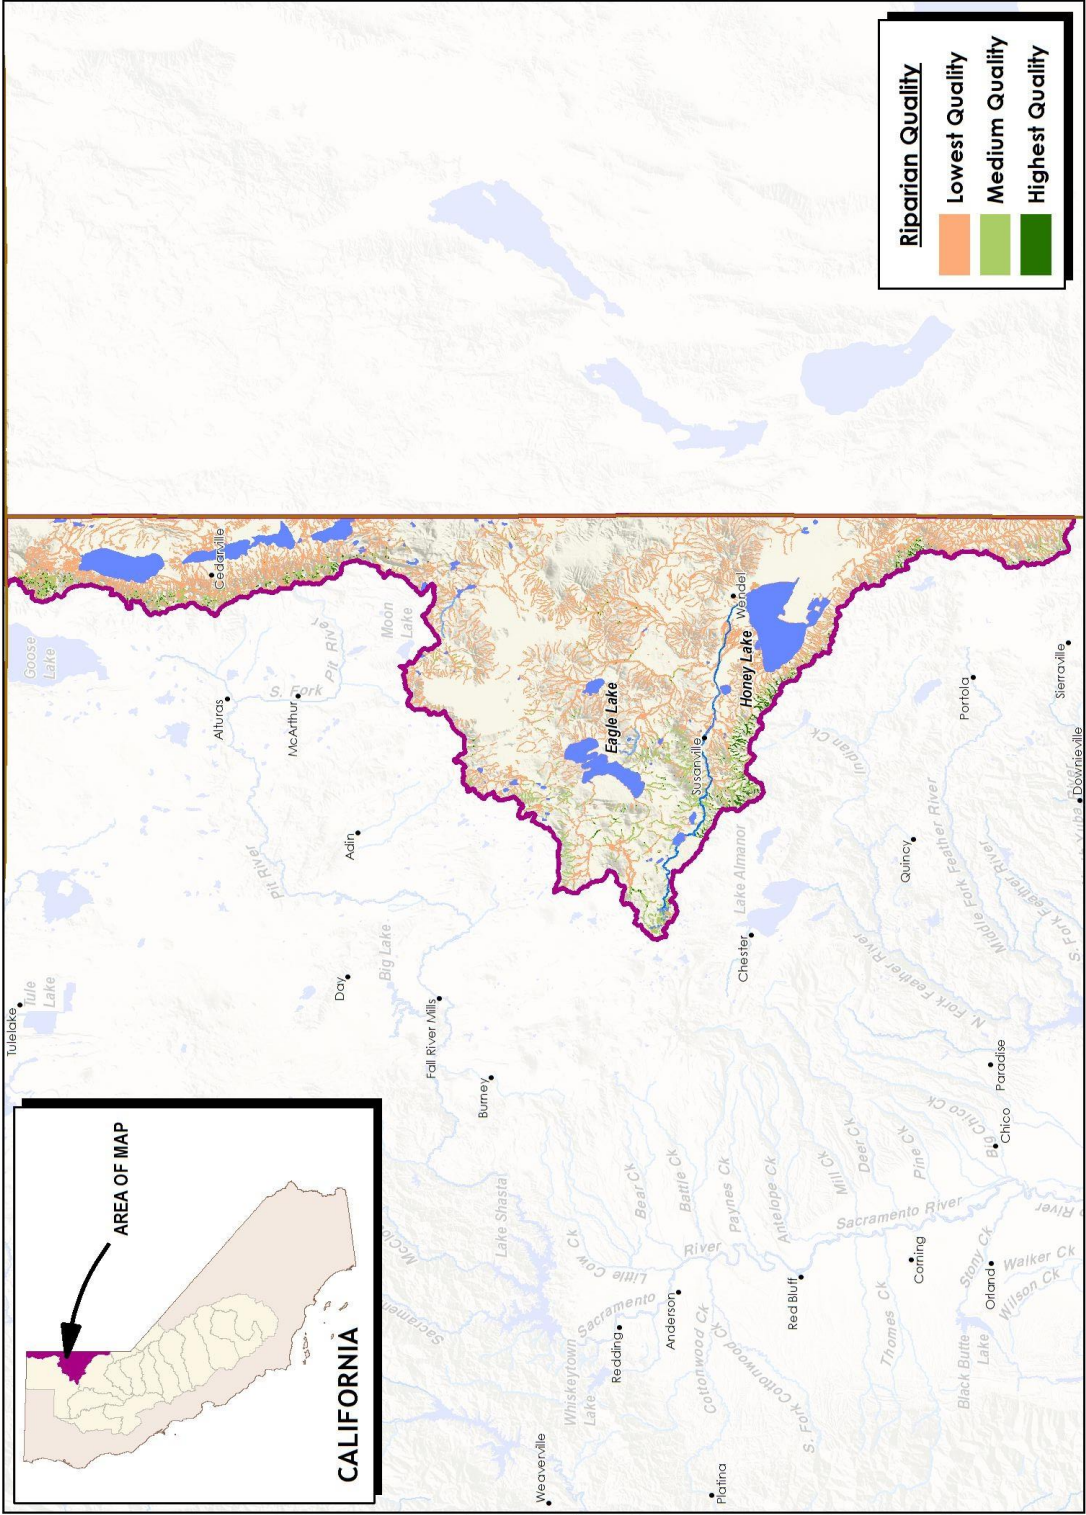 Riparian Quality
Lowest Quality
Medium Quality
Highest Quality
AREA OF MAP
CALIFORNIA
Tulelake
Tule
Lake
Goose
Lake
Cedarville
Alturas
S. Fork
Pit River
McArthur
Moon
Lake
Pit River
Adin
Day
Big Lake
Fall River Mills
Burney
Eagle Lake
Susanville
Wendel
Honey Lake
Lake Almanor
Chester
Indian Ck
Portola
Sierraville
Downieville
Quincy
Middle Fork Feather River
S. Fork Feather River
N. Fork Feather River
Paradise
Chico
Big Chico Ck
Lake Shasta
Little Cow Ck
Bear Ck
Battle Ck
Paynes Ck
Antelope Ck
Mill Ck
Deer Ck
Pine Ck
Sacramento River
Sacramento
River
Whiskeytown
Lake
Redding
Anderson
Red Bluff
Corning
Orland
Stony Ck
Walker Ck
Wilson Ck
River
Thomes Ck
Black Butte
Lake
Cottonwood Ck
S. Fork Cottonwood Ck
Weaverville
Platina